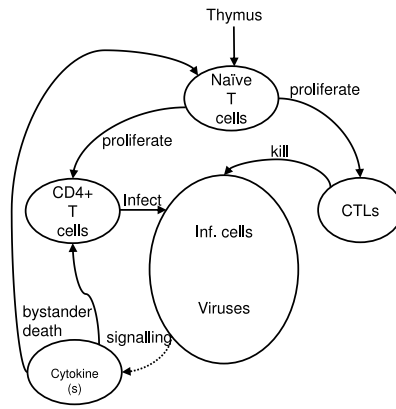 Thymus
Naïve
T
cells
proliferate
proliferate
kill
CD4+
T
cells
Infect
CTLs
Inf. cells
Viruses
bystander
death
signalling
Cytokine
(s)